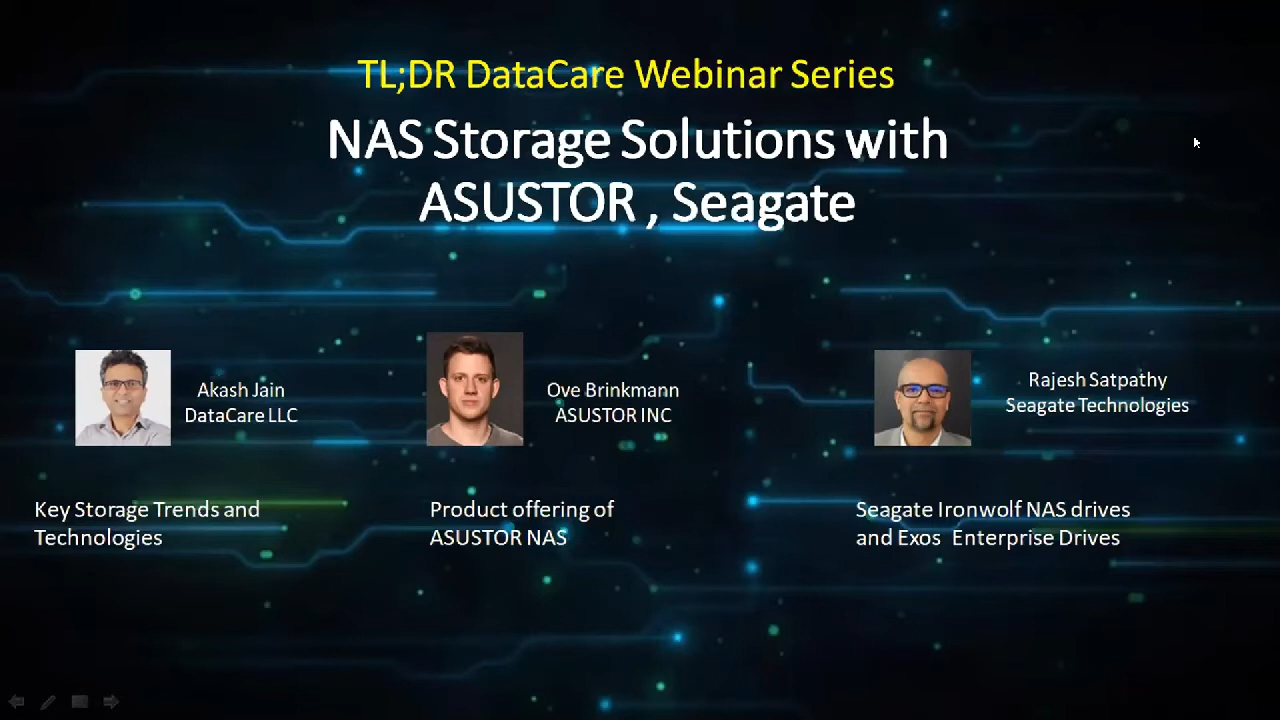 TL;DR DataCare Webinar Series
NAS Storage Solutions with
ASUSTOR , Seagate
Akash Jain
DataCare LLC
Ove Brinkmann
ASUSTOR INC
Rajesh Satpathy
Seagate Technologies
Key Storage Trends and
Technologies
Product offering of
ASUSTOR NAS
Seagate Ironwolf NAS drives
and Exos  Enterprise Drives